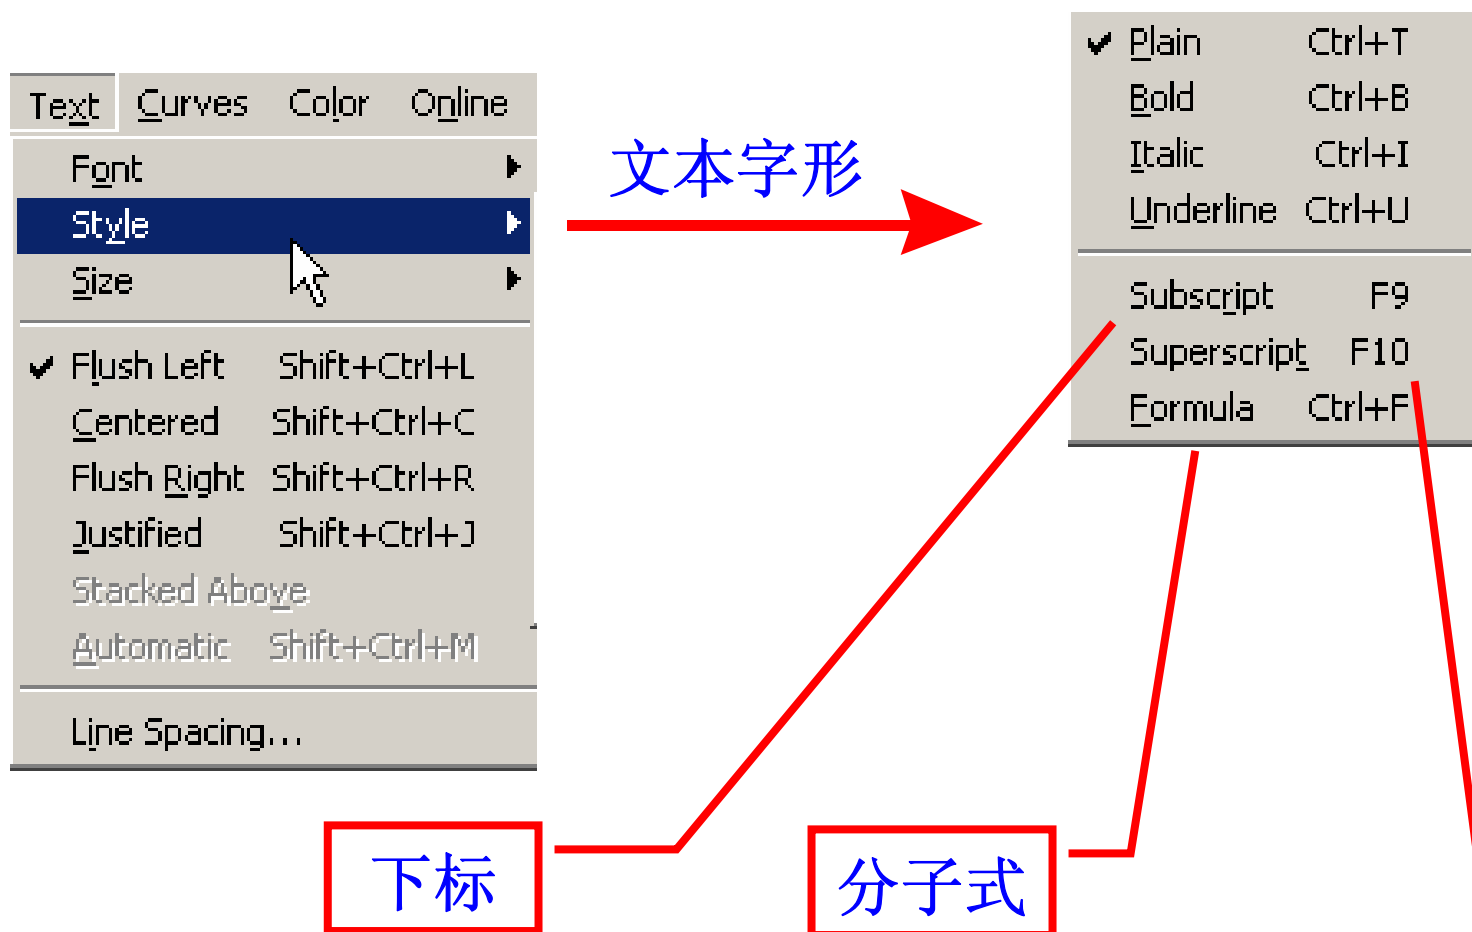 Text Curves Color Online
Font
Style
Size
Flush Left Shift+Ctrl+L
Centered Shift+Ctrl+C
Flush Right Shift+Ctrl+R
Justified Shift+Ctrl+J
Stacked Above
Automatic Shift+Ctrl+M
Line Spacing...
文本字形
Plain Ctrl+T
Bold Ctrl+B
Italic Ctrl+I
Underline Ctrl+U
Subscript F9
Superscript F10
Formula Ctrl+F
下标
分子式